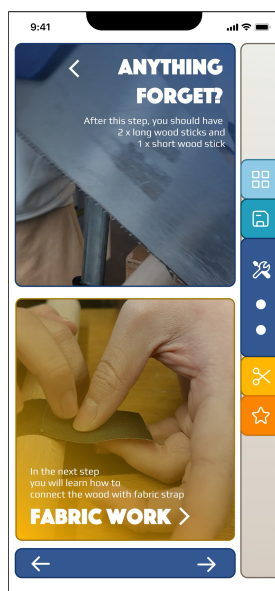 9:41
ANYTHING
FORGET?
After this step, you should have
2 x long wood sticks and
1 x short wood stick
In the next step
you will learn how to
connect the wood with fabric strap
FABRIC WORK